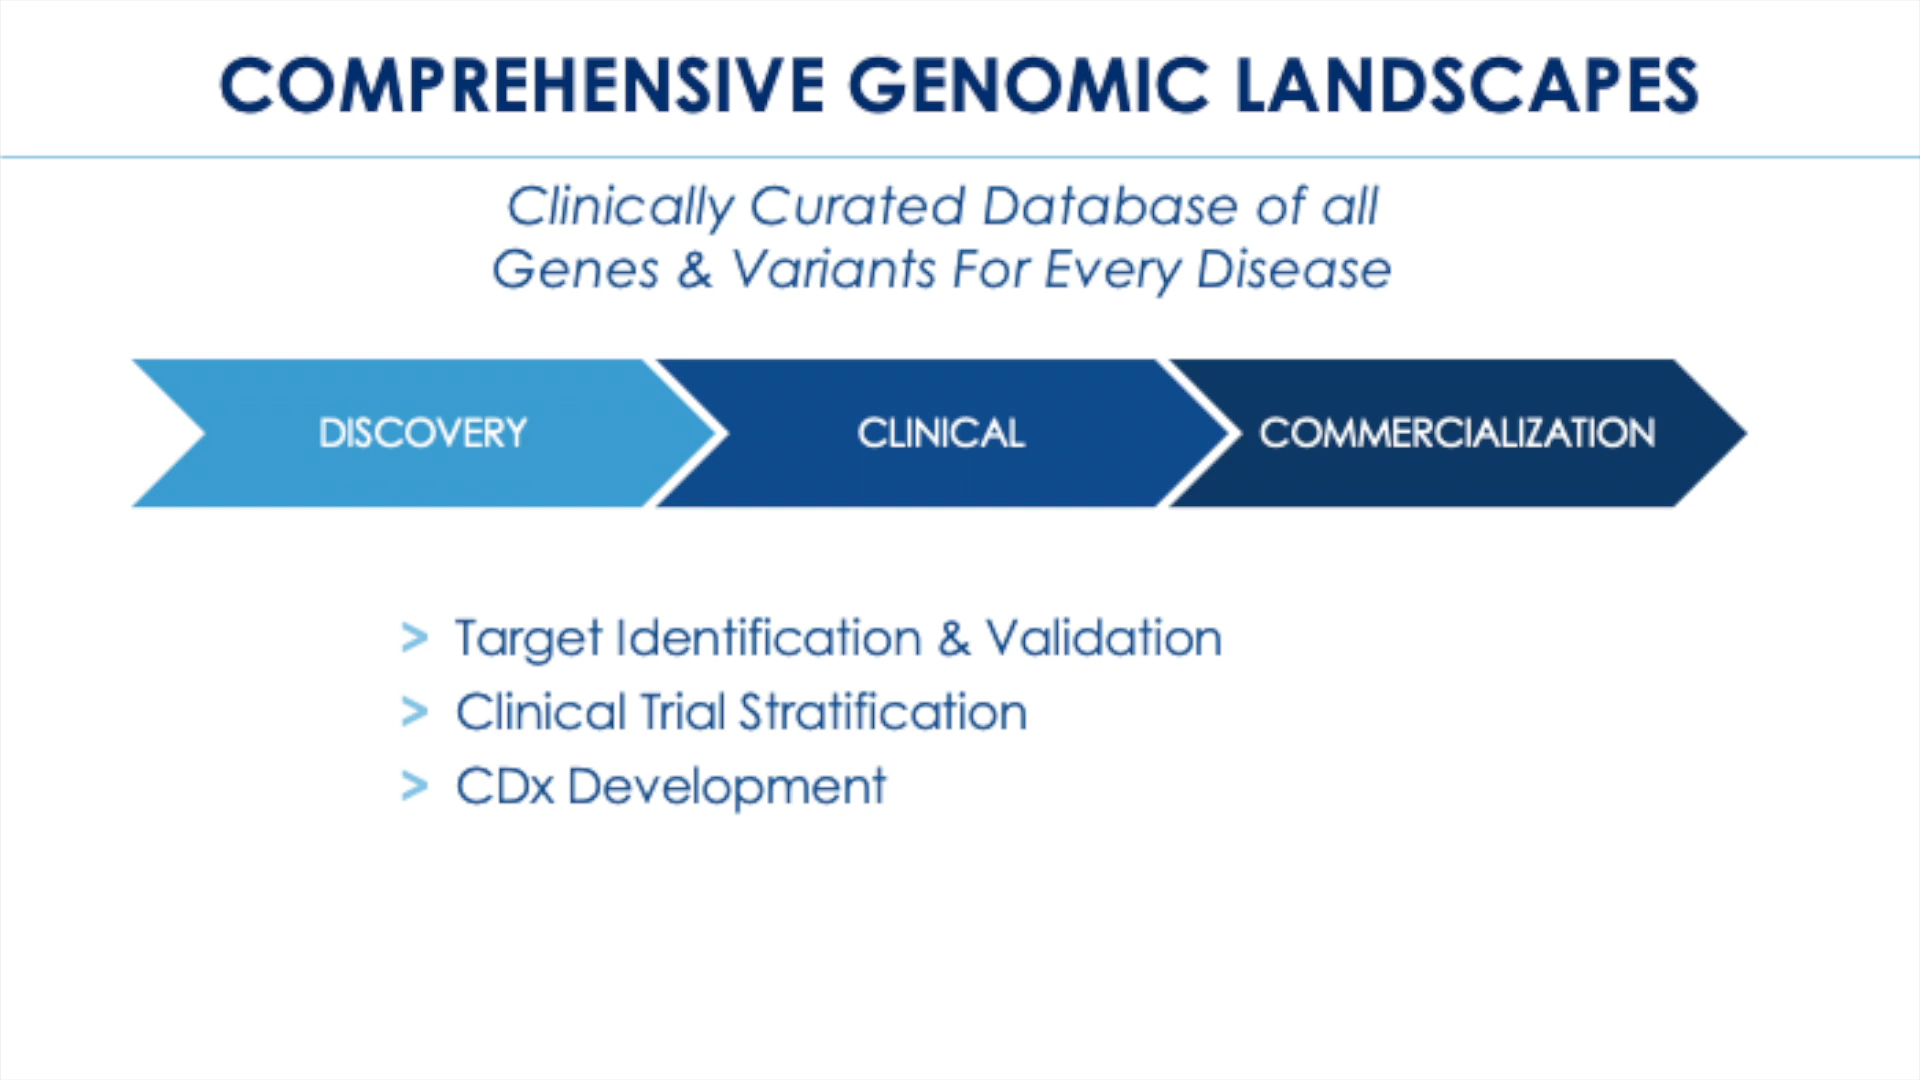 COMPREHENSIVE GENOMIC LANDSCAPES
Clinically Curated Database of all
Genes & Variants For Every Disease
DISCOVERY
CLINICAL
COMMERCIALIZATION
> Target Identification & Validation
> Clinical Trial Stratification
> CDx Development